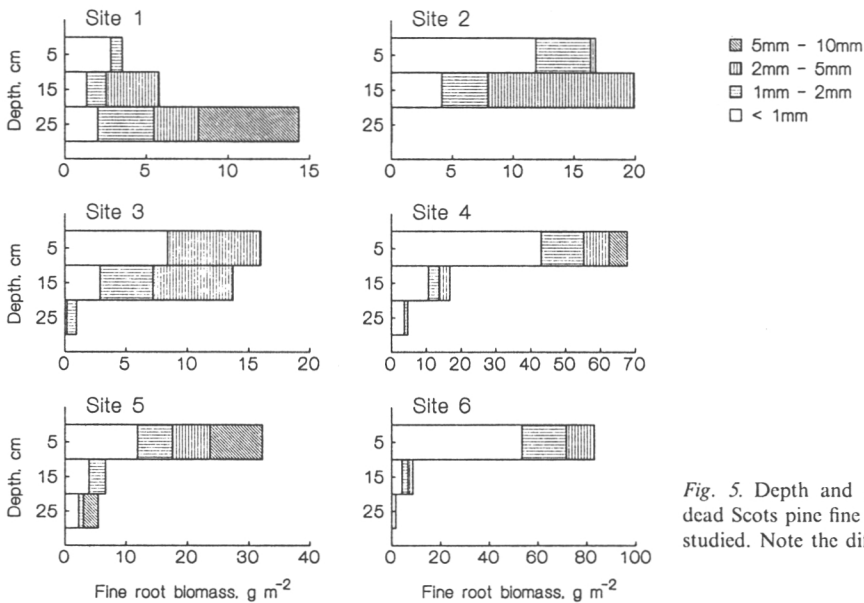 Site 1
Depth. cm
5
15
25
0 5 10 15
Site 2
5
15
25
0 5 10 15 20
5mm - 10mm
2mm - 5mm
1mm - 2mm
< 1mm
Site 3
Depth. cm
5
15
25
0 5 10 15 20
Site 4
5
15
25
0 10 20 30 40 50 60 70
Site 5
Depth. cm
5
15
25
0 10 20 30 40
Fine root biomass. g m⁻²
Site 6
5
15
25
0 20 40 60 80 100
Fine root biomass. g m⁻²
Fig. 5. Depth and
dead Scots pine fine
studied. Note the di